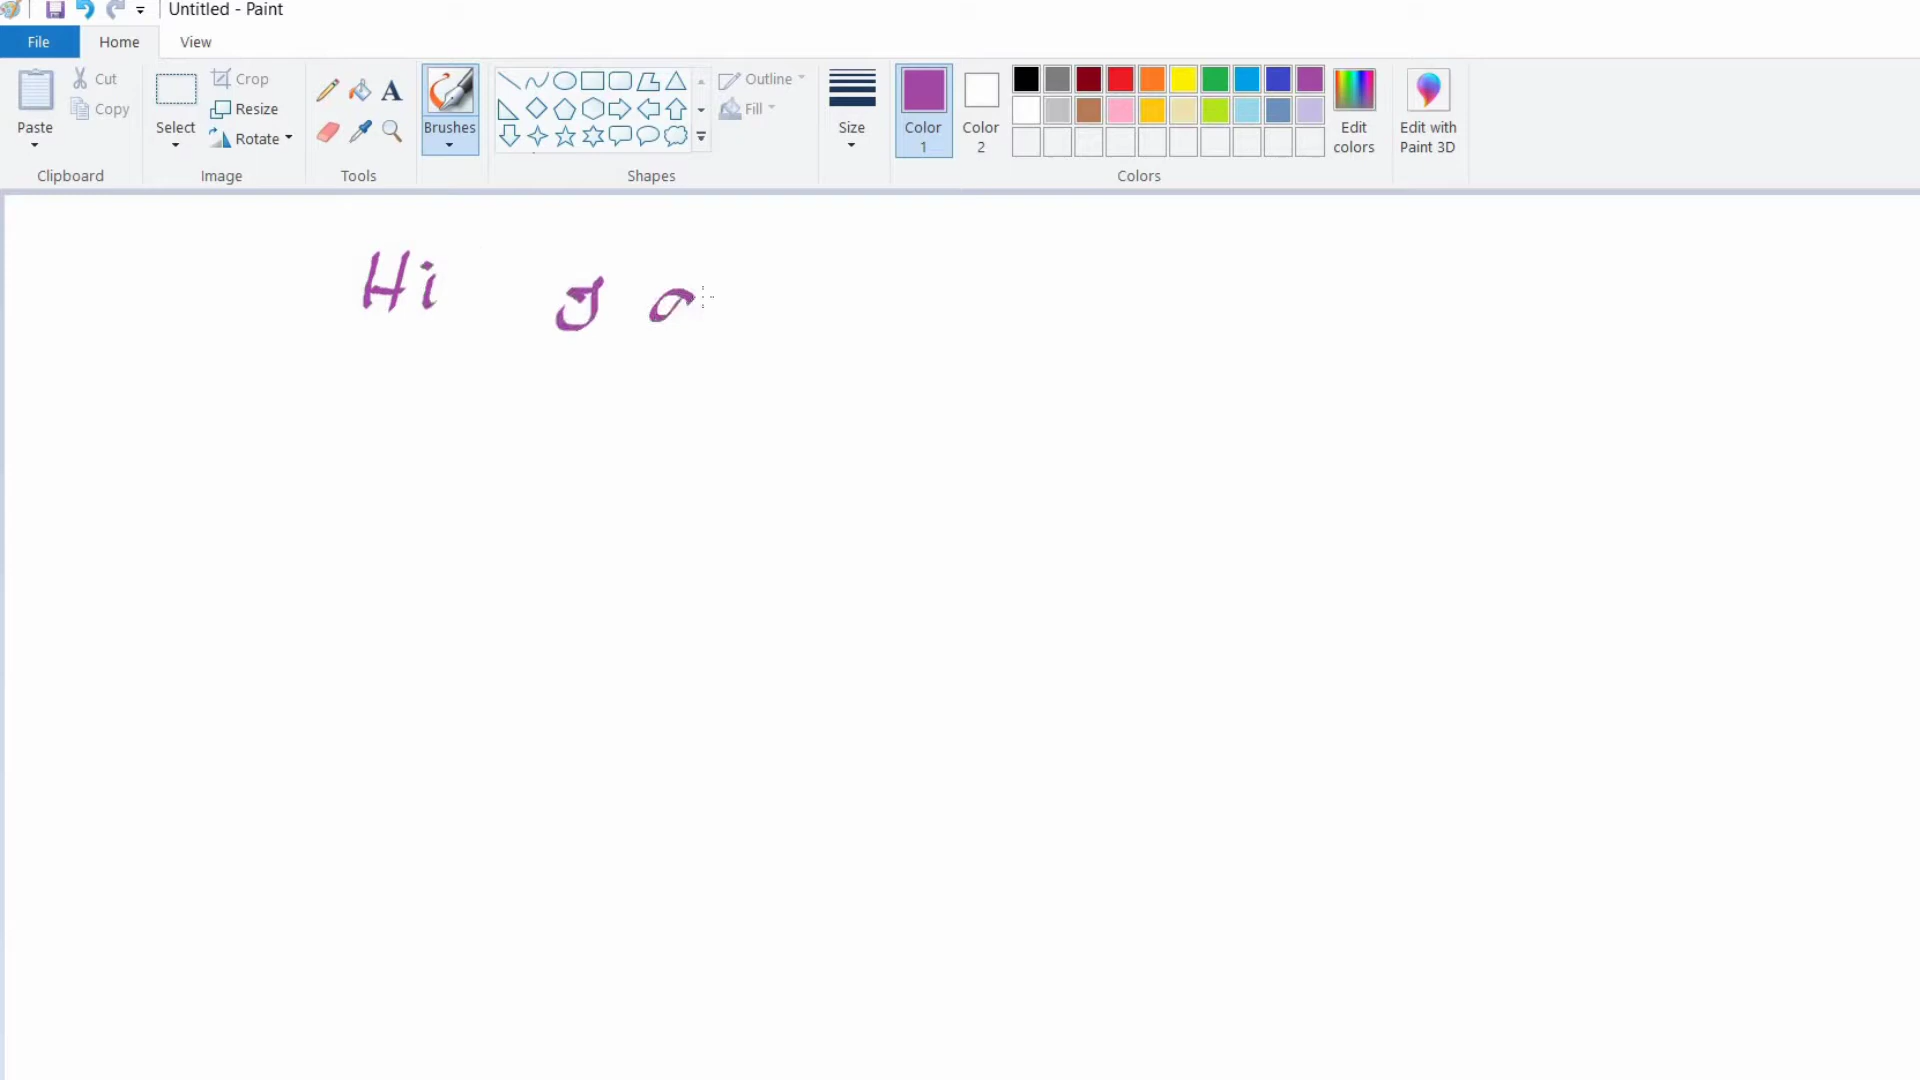 Untitled - Paint
File Home View
Paste Cut Copy Select Crop Resize Rotate Brushes Outline Fill Size Color 1 Color 2 Edit colors Edit with Paint 3D
Clipboard Image Tools Shapes Colors
Hi